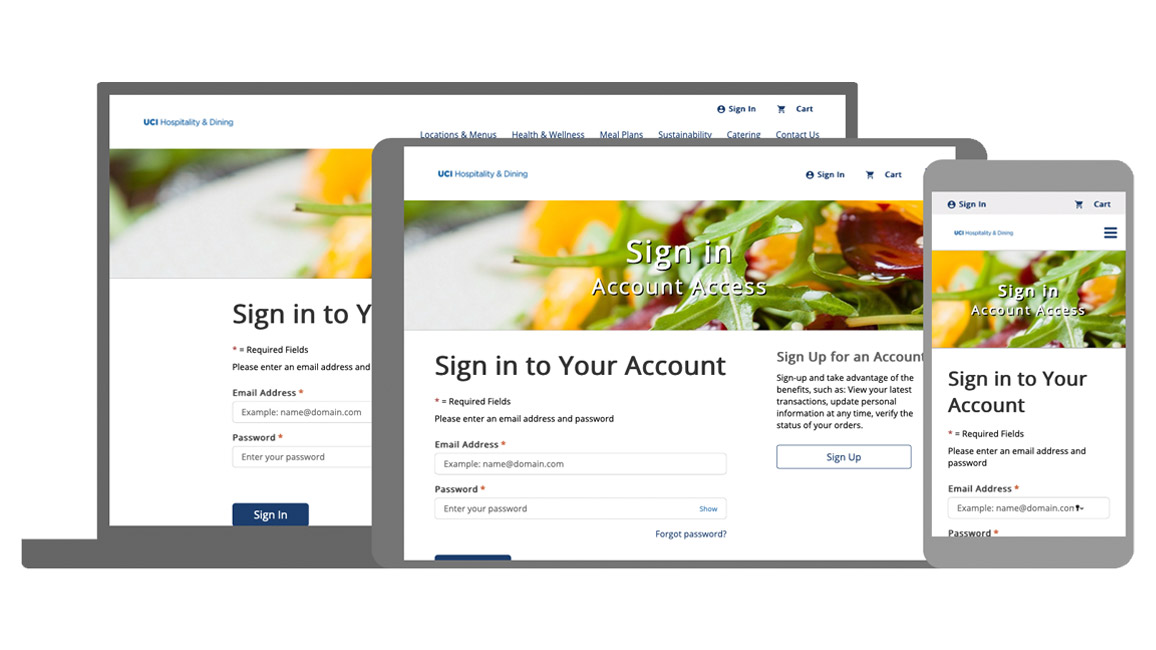 Sign In
Cart
UCI Hospitality & Dining
Locations & Menus Health & Wellness Meal Plans Sustainability Catering Contact Us
Sign in to Y
* = Required Fields
Please enter an email address and
Email Address *
Example: name@domain.com
Password *
Enter your password
Sign In
UCI Hospitality & Dining
Sign In
Cart
Sign in
Account Access
Sign in to Your Account
* = Required Fields
Please enter an email address and password
Email Address *
Example: name@domain.com
Password *
Enter your password
Show
Forgot password?
Sign Up for an Account
Sign-up and take advantage of the
benefits, such as: View your latest
transactions, update personal
information at any time, verify the
status of your orders.
Sign Up
Sign In
Cart
UCI Hospitality & Dining
Sign in
Account Access
Sign in to Your
Account
* = Required Fields
Please enter an email address and
password
Email Address *
Example: name@domain.com
Password *